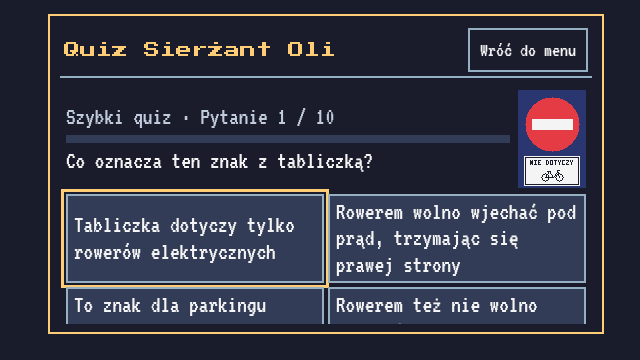 Quiz Sierżant Oli
Wróć do menu
Szybki quiz · Pytanie 1 / 10
Co oznacza ten znak z tabliczką?
NIE DOTYCZY
Tabliczka dotyczy tylko
rowerów elektrycznych
Rowerem wolno wjechać pod
prąd, trzymając się
prawej strony
To znak dla parkingu
Rowerem też nie wolno